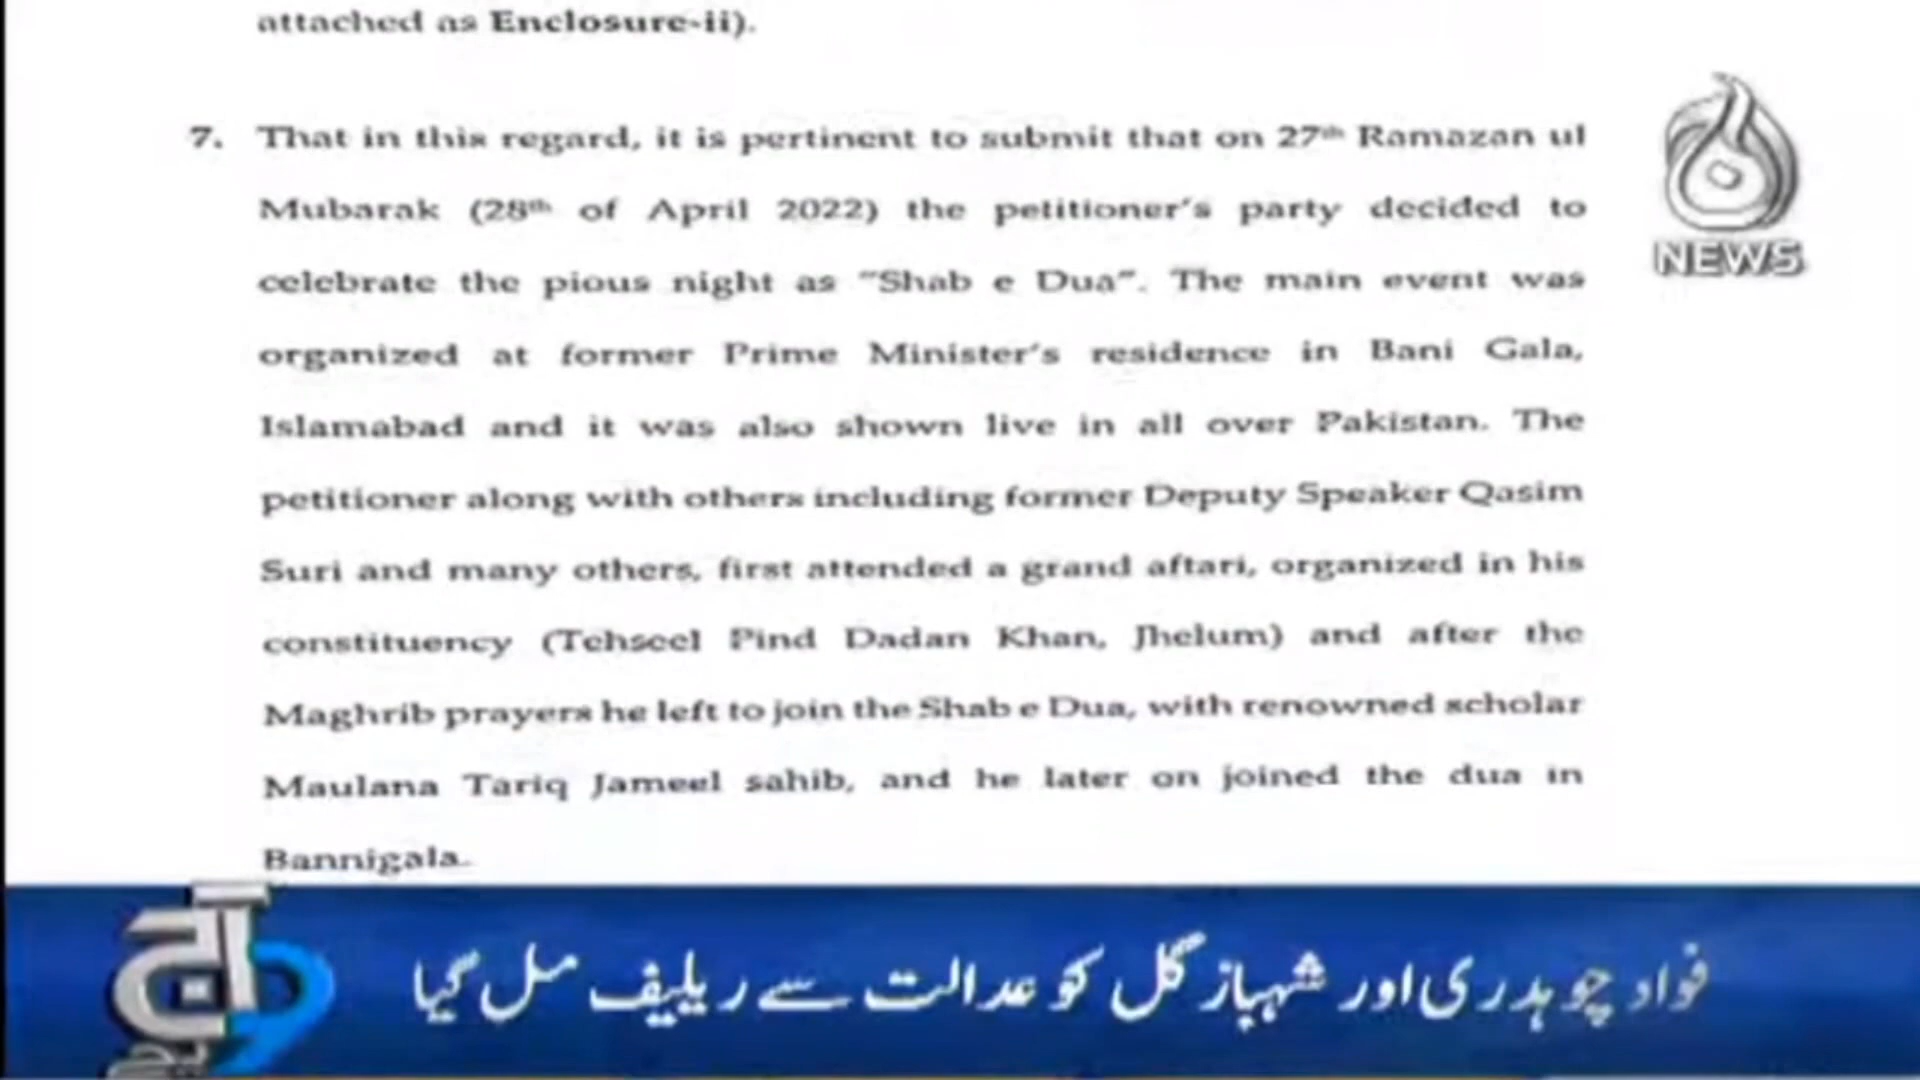 attached as Enclosure-ii).
7. That in this regard, it is pertinent to submit that on 27th Ramazan ul
Mubarak (28th of April 2022) the petitioner's party decided to
celebrate the pious night as "Shab e Dua". The main event was
organized at former Prime Minister's residence in Bani Gala,
Islamabad and it was also shown live in all over Pakistan. The
petitioner along with others including former Deputy Speaker Qasim
Suri and many others, first attended a grand aftari, organized in his
constituency (Tehseel Pind Dadan Khan, Jhelum) and after the
Maghrib prayers he left to join the Shab e Dua, with renowned scholar
Maulana Tariq Jameel sahib, and he later on joined the dua in
Bannigala.
NEWS
فواد چوہدری اور شہباز گل کو عدالت سے ریلیف مل گیا
آج